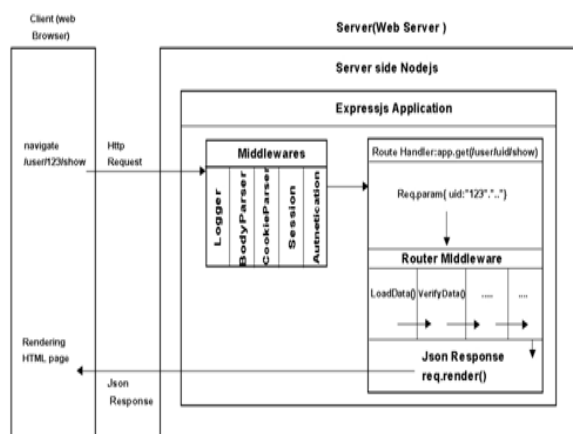 Client (web
Browser)
Server(Web Server )
Server side Nodejs
Expressjs Application
navigate
/user/123/show
Http
Request
Middlewares
Logger
BodyParser
CookieParser
Session
Autnetication
Route Handler:app.get(/user/uid/show)
Req.param( uid:"123"."..")
Router MIddleware
LoadData()
VerifyData()
.....
....
Json Response
req.render()
Rendering
HTML page
Json
Response